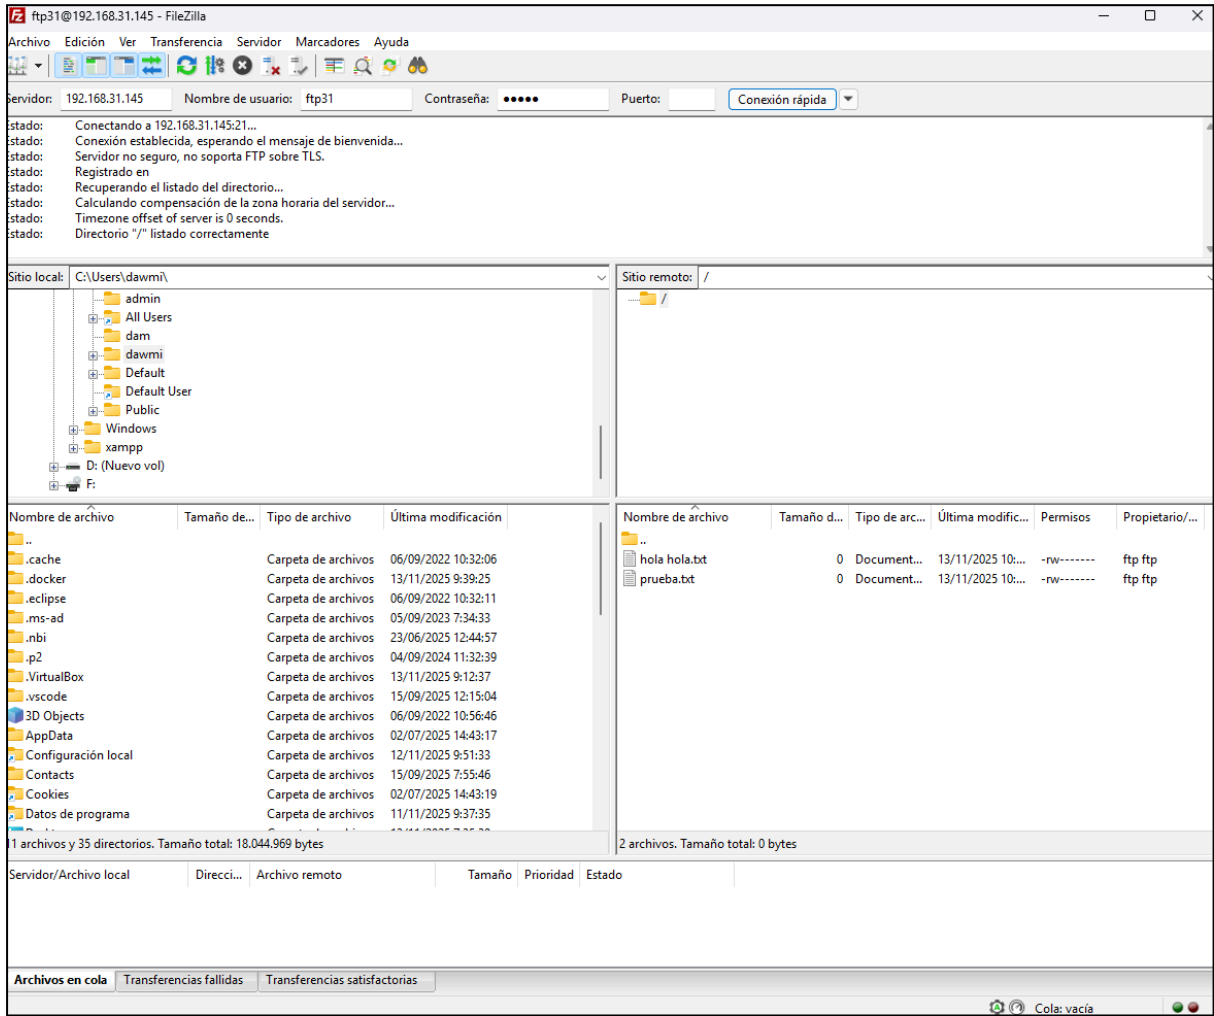 ftp31@192.168.31.145 - FileZilla
Archivo Edición Ver Transferencia Servidor Marcadores Ayuda
Servidor: 192.168.31.145 Nombre de usuario: ftp31 Contraseña: ●●●●● Puerto: Conexión rápida
Estado: Conectando a 192.168.31.145:21...
Estado: Conexión establecida, esperando el mensaje de bienvenida...
Estado: Servidor no seguro, no soporta FTP sobre TLS.
Estado: Registrado en
Estado: Recuperando el listado del directorio...
Estado: Calculando compensación de la zona horaria del servidor...
Estado: Timezone offset of server is 0 seconds.
Estado: Directorio "/" listado correctamente
Sitio local: C:\Users\dawmi\
admin
All Users
dam
dawmi
Default
Default User
Public
Windows
xampp
D: (Nuevo vol)
F:
Sitio remoto: /
/
Nombre de archivo Tamaño de... Tipo de archivo Última modificación
..
.cache Carpeta de archivos 06/09/2022 10:32:06
.docker Carpeta de archivos 13/11/2025 9:39:25
.eclipse Carpeta de archivos 06/09/2022 10:32:11
.ms-ad Carpeta de archivos 05/09/2023 7:34:33
.nbi Carpeta de archivos 23/06/2025 12:44:57
.p2 Carpeta de archivos 04/09/2024 11:32:39
.VirtualBox Carpeta de archivos 13/11/2025 9:12:37
.vscode Carpeta de archivos 15/09/2025 12:15:04
3D Objects Carpeta de archivos 06/09/2022 10:56:46
AppData Carpeta de archivos 02/07/2025 14:43:17
Configuración local Carpeta de archivos 12/11/2025 9:51:33
Contacts Carpeta de archivos 15/09/2025 7:55:46
Cookies Carpeta de archivos 02/07/2025 14:43:19
Datos de programa Carpeta de archivos 11/11/2025 9:37:35
11 archivos y 35 directorios. Tamaño total: 18.044.969 bytes
Nombre de archivo Tamaño d... Tipo de arc... Última modific... Permisos Propietario/...
..
hola hola.txt 0 Document... 13/11/2025 10:... -rw------- ftp ftp
prueba.txt 0 Document... 13/11/2025 10:... -rw------- ftp ftp
2 archivos. Tamaño total: 0 bytes
Servidor/Archivo local Direcci... Archivo remoto Tamaño Prioridad Estado
Archivos en cola Transferencias fallidas Transferencias satisfactorias
Cola: vacía